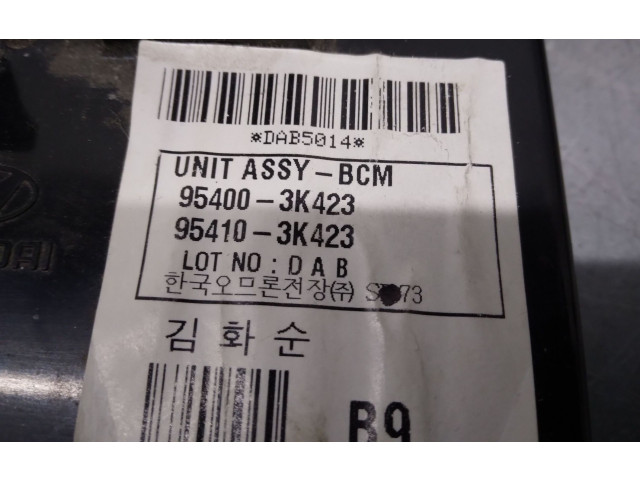 *DAB5014*
UNIT ASSY-BCM
95400-3K423
95410-3K423
LOT NO : D A B
한국오므론전장(주)
김화순
B9